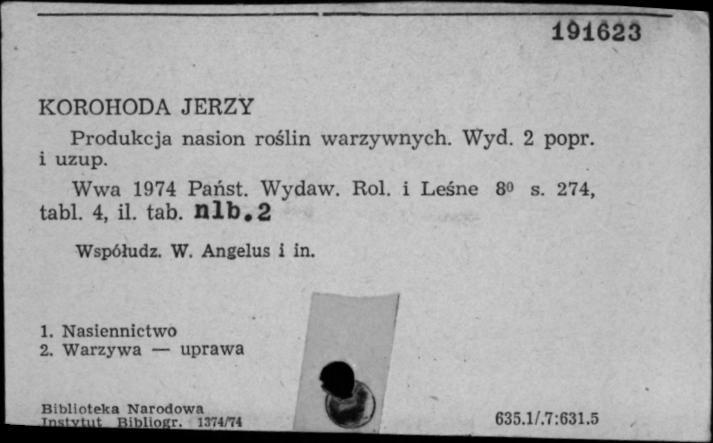 191623
KOROHODA JERZY
Produkcja nasion roślin warzywnych. Wyd. 2 popr.
i uzup.
Wwa 1974 Państ. Wydaw. Rol. i Leśne 8⁰ s. 274,
tabl. 4, il. tab. nlb.2
Współudz. W. Angelus i in.
1. Nasiennictwo
2. Warzywa — uprawa
Biblioteka Narodowa
Instytut Bibliogr. 1374/74
635.1/.7:631.5